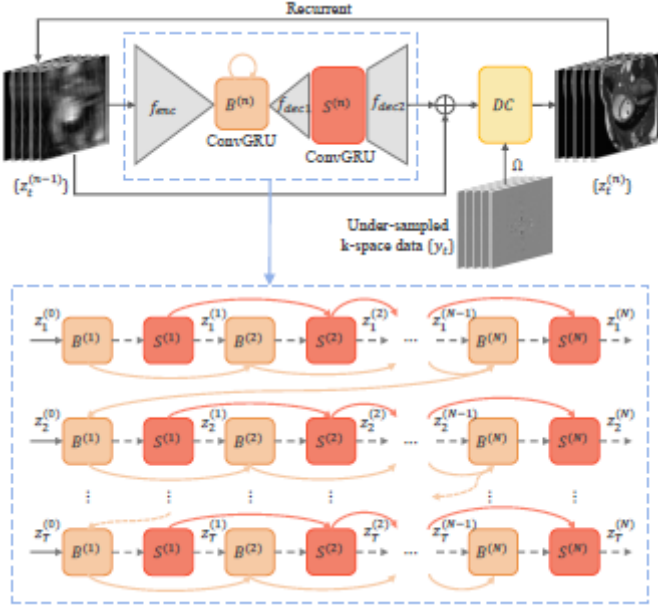 Recurrent
f_enc B^(n) f_dec1 S^(n) f_dec2 DC
ConvGRU
ConvGRU
{z_t^(n-1)} Ω {z_t^(n)}
Under-sampled
k-space data {y_t}
z_1^(0) B^(1) S^(1) z_1^(1) B^(2) S^(2) z_1^(2) ... z_1^(N-1) B^(N) S^(N) z_1^(N)
z_2^(0) B^(1) S^(1) z_2^(1) B^(2) S^(2) z_2^(2) ... z_2^(N-1) B^(N) S^(N) z_2^(N)
⋮ ⋮ ⋮ ⋮ ⋮ ⋮
z_T^(0) B^(1) S^(1) z_T^(1) B^(2) S^(2) z_T^(2) ... z_T^(N-1) B^(N) S^(N) z_T^(N)